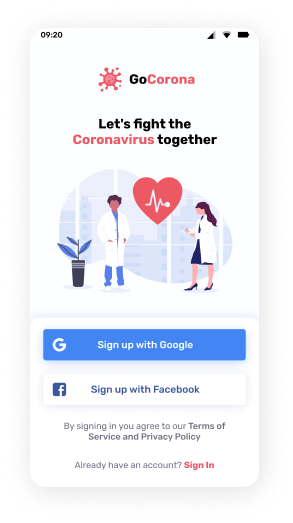 09:20
GoCorona
Let's fight the
Coronavirus together
Sign up with Google
Sign up with Facebook
By signing in you agree to our Terms of
Service and Privacy Policy
Already have an account? Sign In